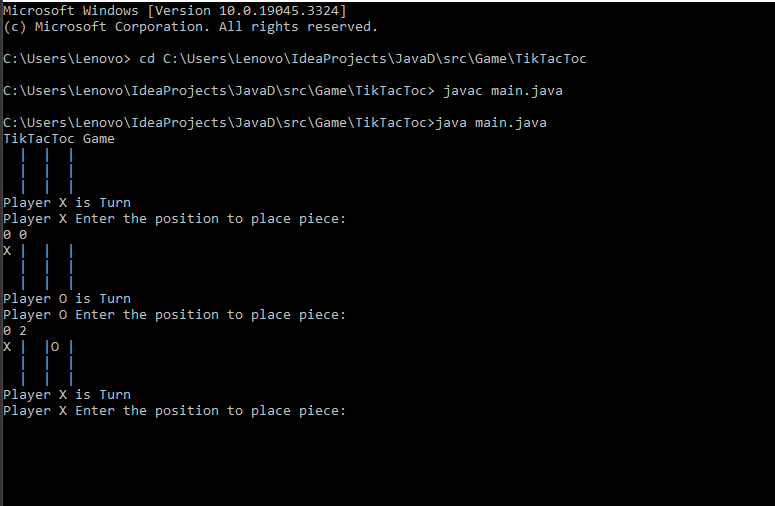 Microsoft Windows [Version 10.0.19045.3324]
(c) Microsoft Corporation. All rights reserved.
C:\Users\Lenovo> cd C:\Users\Lenovo\IdeaProjects\JavaD\src\Game\TikTacToc
C:\Users\Lenovo\IdeaProjects\JavaD\src\Game\TikTacToc> javac main.java
C:\Users\Lenovo\IdeaProjects\JavaD\src\Game\TikTacToc>java main.java
TikTacToc Game
  |  |  |
  |  |  |
  |  |  |
Player X is Turn
Player X Enter the position to place piece:
0 0
X |  |  |
  |  |  |
  |  |  |
Player O is Turn
Player O Enter the position to place piece:
0 2
X |  |O |
  |  |  |
  |  |  |
Player X is Turn
Player X Enter the position to place piece: